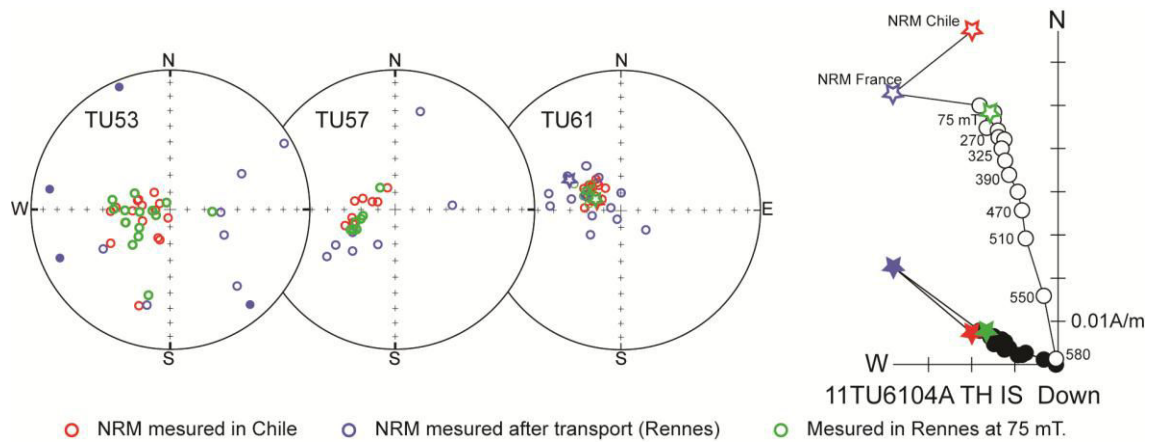 N
N
N
N
NRM Chile
NRM France
TU53
TU57
TU61
75 mT
270
325
390
470
510
550
580
0.01A/m
W
E
S
S
S
W
11TU6104A TH IS Down
NRM mesured in Chile
NRM mesured after transport (Rennes)
Mesured in Rennes at 75 mT.